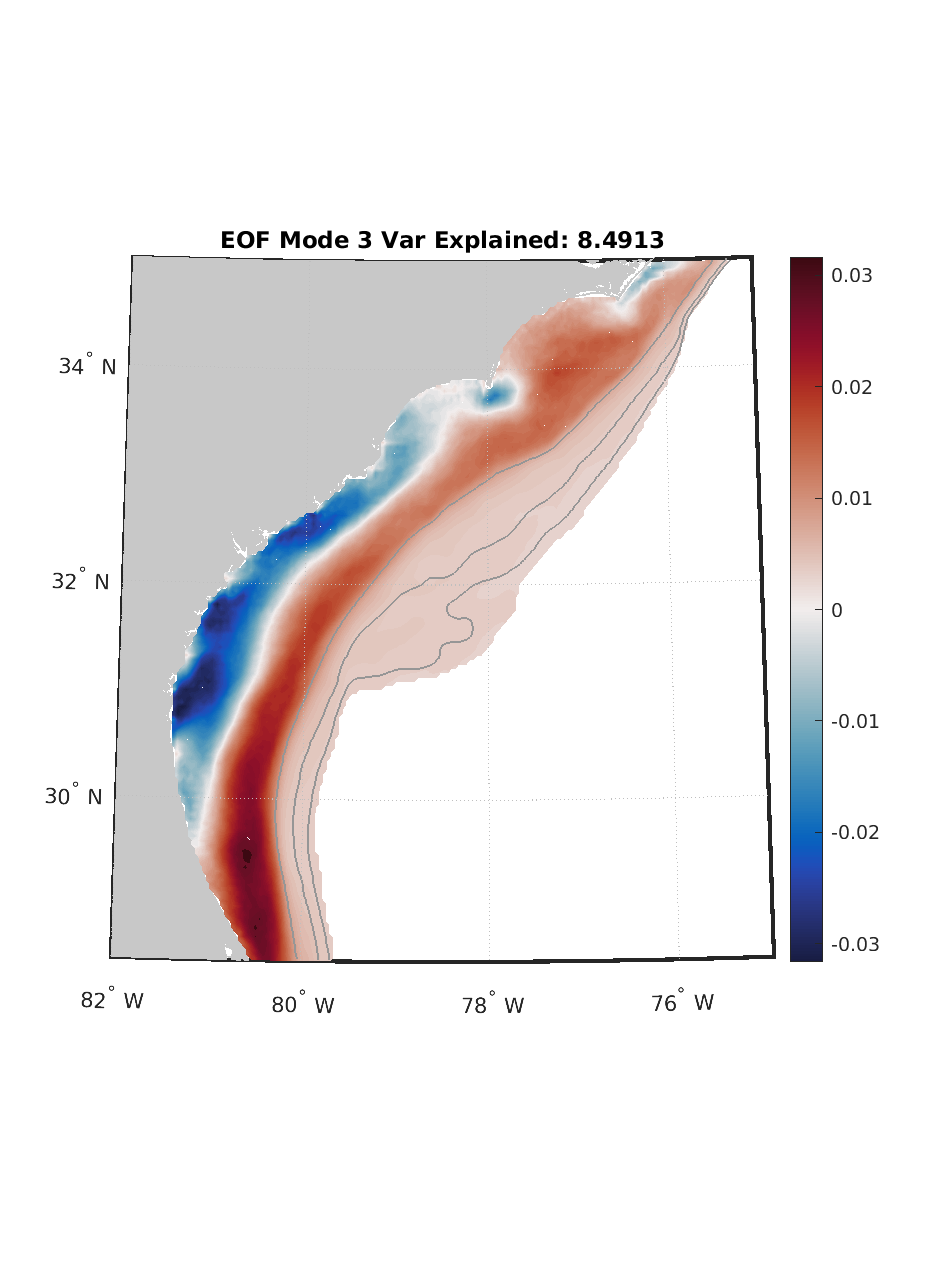 EOF Mode 3 Var Explained: 8.4913
34° N
32° N
30° N
82° W
80° W
78° W
76° W
0.03
0.02
0.01
0
-0.01
-0.02
-0.03